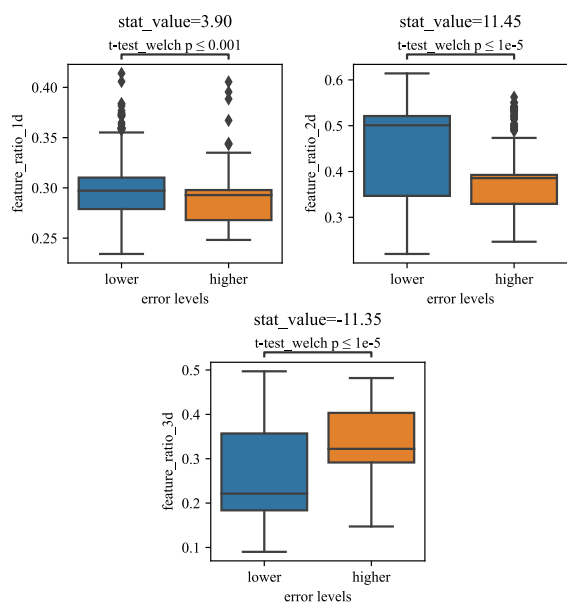 stat_value=3.90
t-test_welch p ≤ 0.001
feature_ratio_1d
0.40
0.35
0.30
0.25
lower
higher
error levels
stat_value=11.45
t-test_welch p ≤ 1e-5
feature_ratio_2d
0.6
0.5
0.4
0.3
lower
higher
error levels
stat_value=-11.35
t-test_welch p ≤ 1e-5
feature_ratio_3d
0.5
0.4
0.3
0.2
0.1
lower
higher
error levels